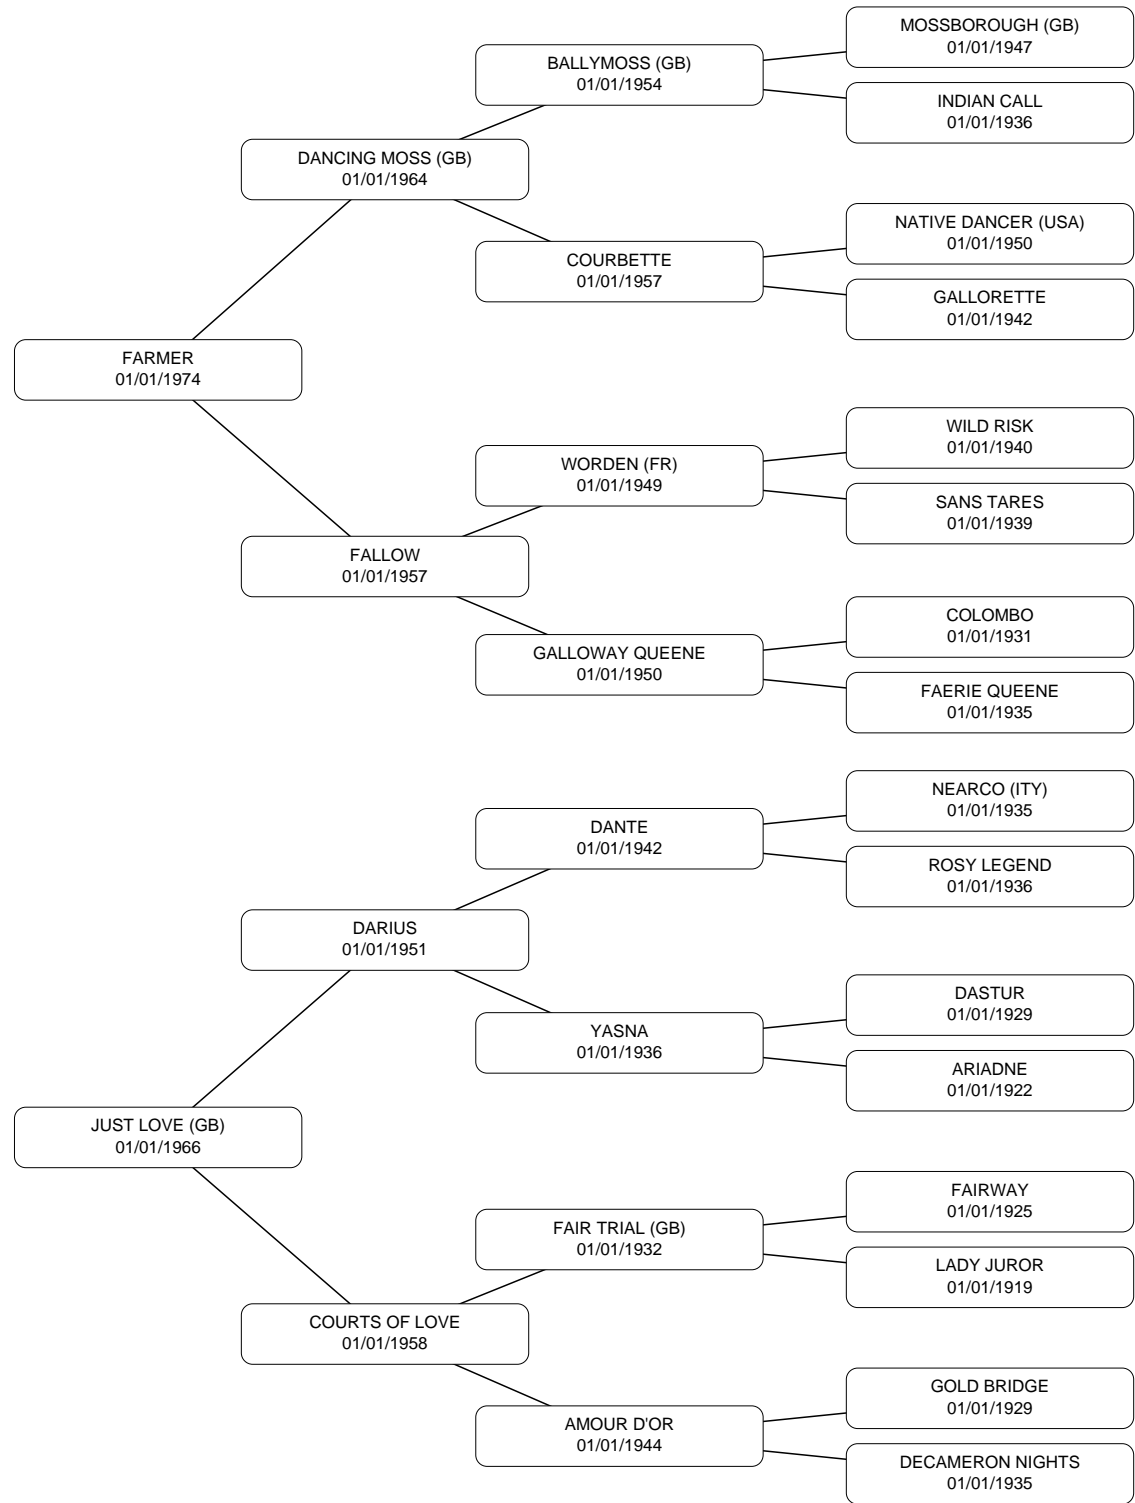 MOSSBOROUGH (GB)
01/01/1947
BALLYMOSS (GB)
01/01/1954
INDIAN CALL
01/01/1936
DANCING MOSS (GB)
01/01/1964
NATIVE DANCER (USA)
01/01/1950
COURBETTE
01/01/1957
GALLORETTE
01/01/1942
FARMER
01/01/1974
WILD RISK
01/01/1940
WORDEN (FR)
01/01/1949
SANS TARES
01/01/1939
FALLOW
01/01/1957
COLOMBO
01/01/1931
GALLOWAY QUEENE
01/01/1950
FAERIE QUEENE
01/01/1935
NEARCO (ITY)
01/01/1935
DANTE
01/01/1942
ROSY LEGEND
01/01/1936
DARIUS
01/01/1951
DASTUR
01/01/1929
YASNA
01/01/1936
ARIADNE
01/01/1922
JUST LOVE (GB)
01/01/1966
FAIRWAY
01/01/1925
FAIR TRIAL (GB)
01/01/1932
LADY JUROR
01/01/1919
COURTS OF LOVE
01/01/1958
GOLD BRIDGE
01/01/1929
AMOUR D'OR
01/01/1944
DECAMERON NIGHTS
01/01/1935